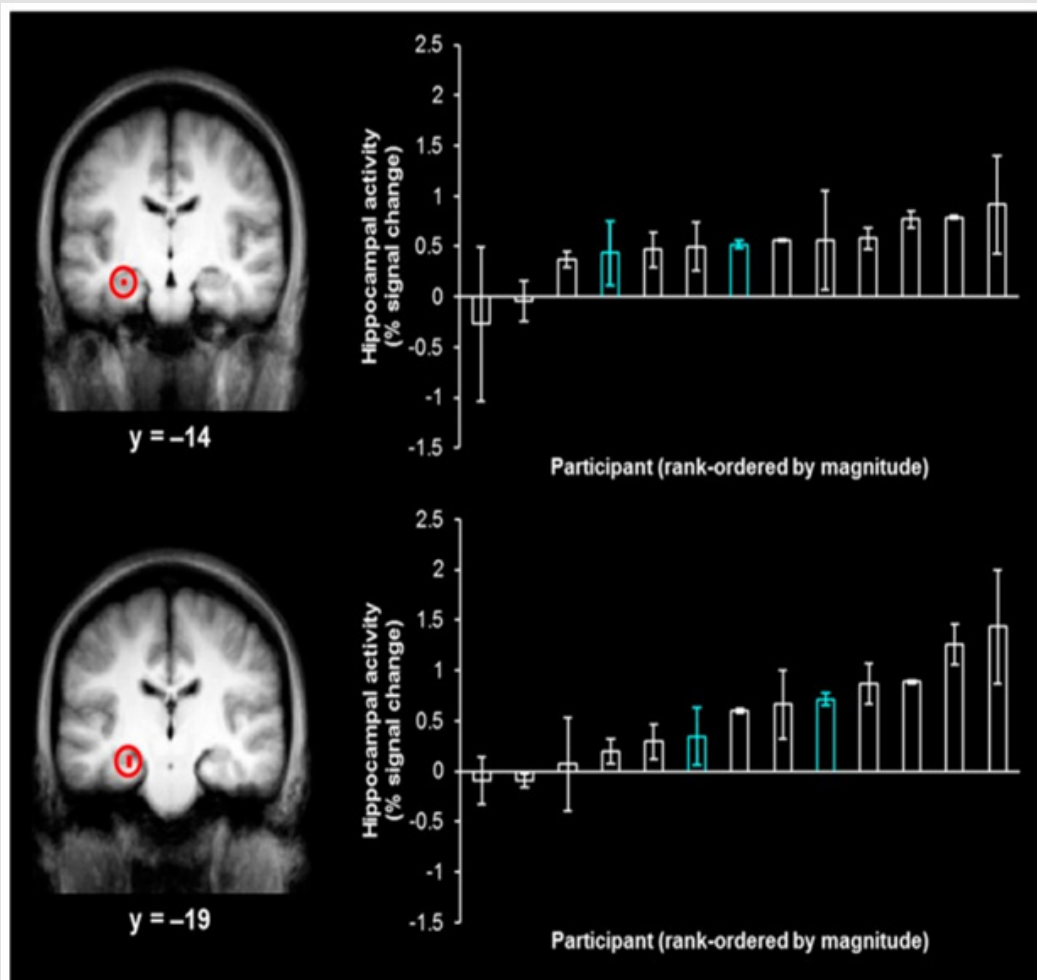 2.5
2
1.5
1
0.5
0
-0.5
-1
-1.5
Hippocampal activity
(% signal change)
Participant (rank-ordered by magnitude)
y = –14
2.5
2
1.5
1
0.5
0
-0.5
-1
-1.5
Hippocampal activity
(% signal change)
Participant (rank-ordered by magnitude)
y = –19